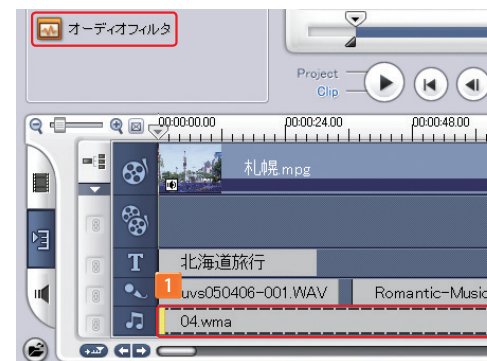 オーディオフィルタ
Project
Clip
00:00:00.00 00:00:24.00 00:00:48.00
札幌.mpg
T 北海道旅行
1
uvs050406-001.WAV Romantic-Music
04.wma